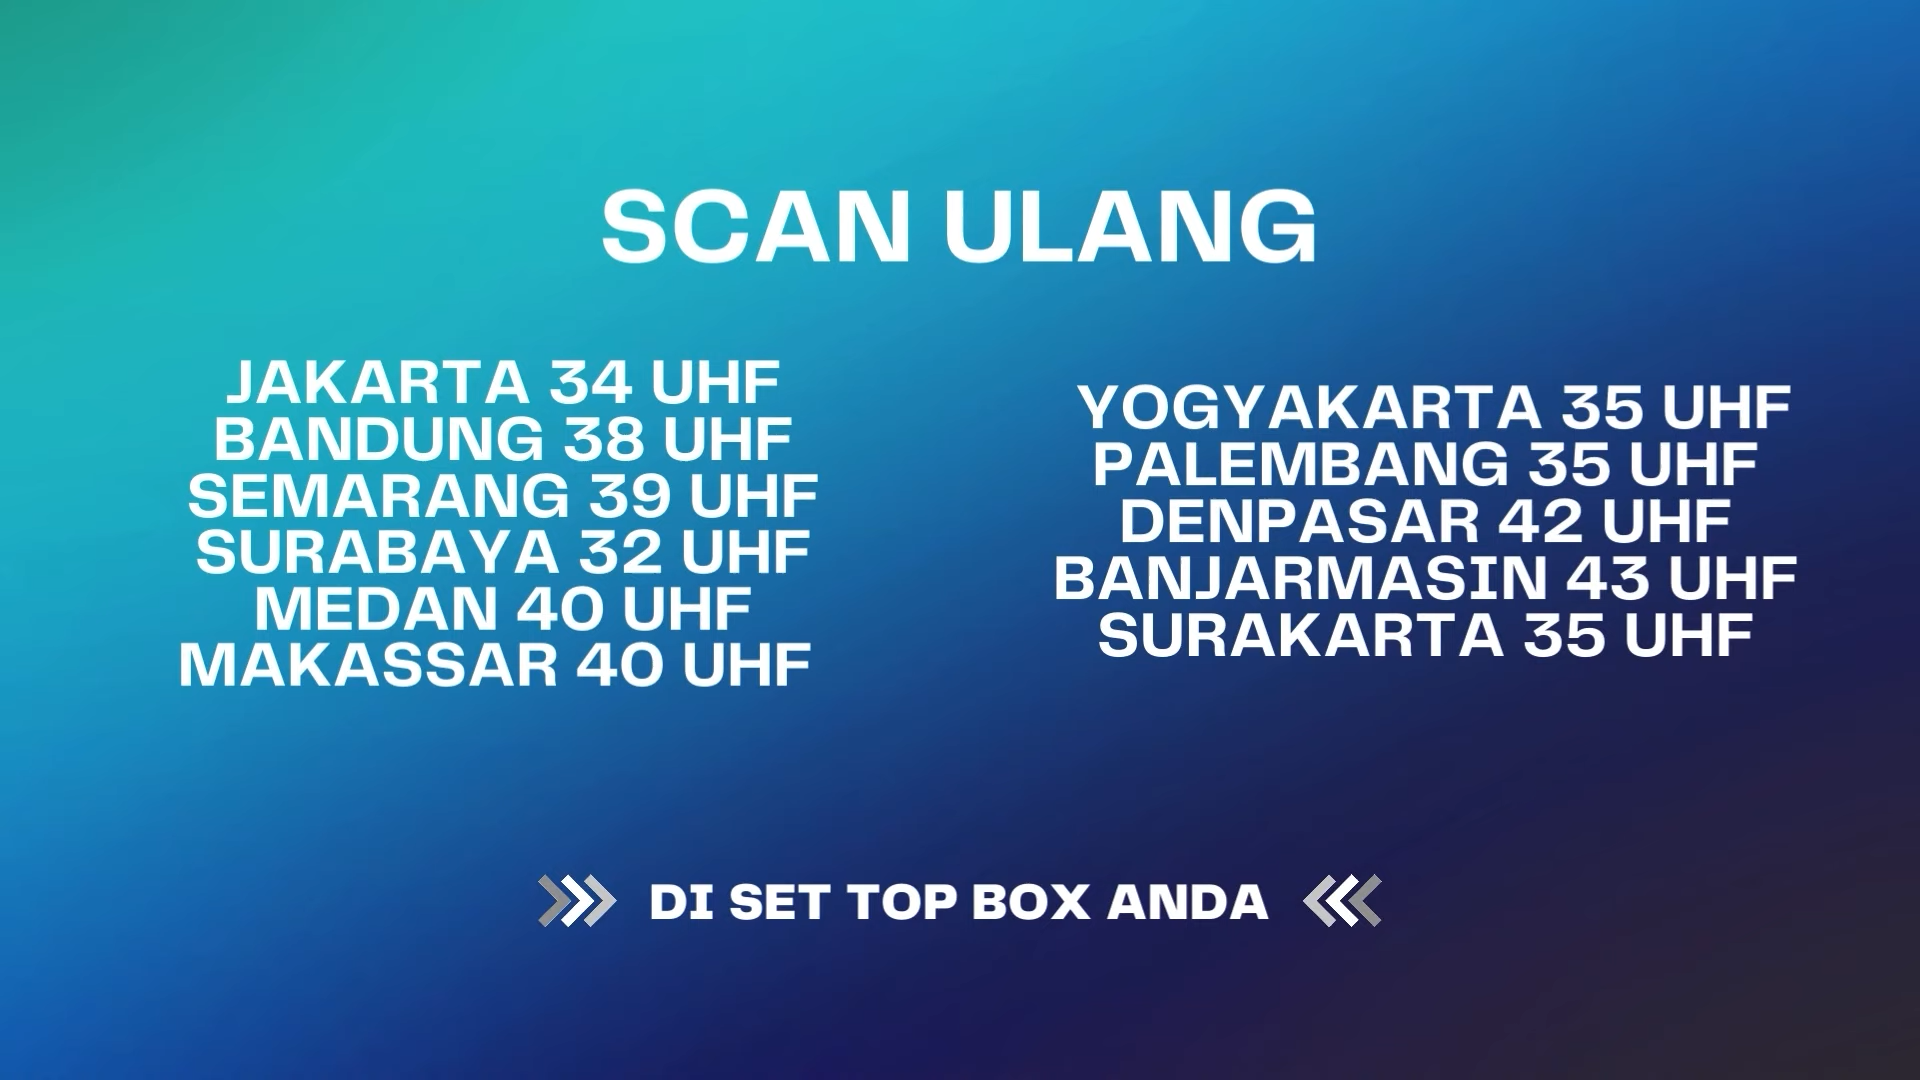 SCAN ULANG
JAKARTA 34 UHF
BANDUNG 38 UHF
SEMARANG 39 UHF
SURABAYA 32 UHF
MEDAN 40 UHF
MAKASSAR 40 UHF
YOGYAKARTA 35 UHF
PALEMBANG 35 UHF
DENPASAR 42 UHF
BANJARMASIN 43 UHF
SURAKARTA 35 UHF
DI SET TOP BOX ANDA